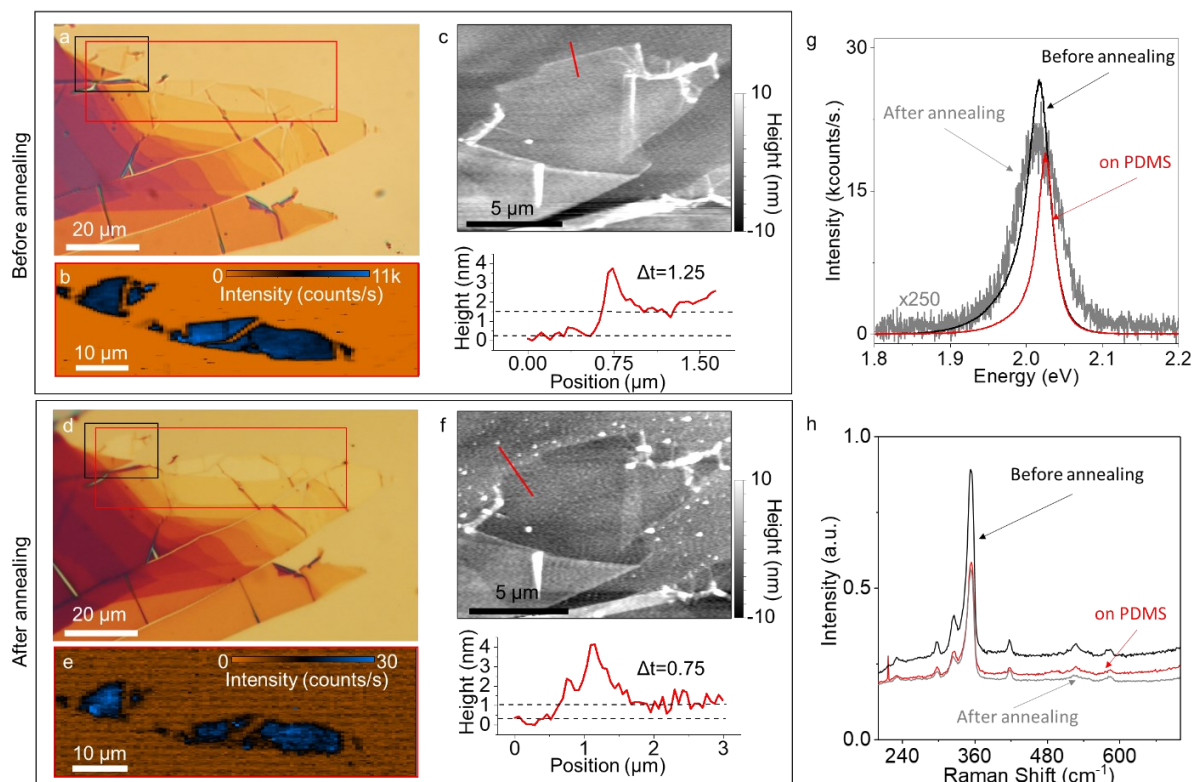 Before annealing
a
20 μm
b
0 11k
Intensity (counts/s)
10 μm
c
5 μm
10
Height (nm)
-10
Height (nm)
4
3
2
1
0
Δt=1.25
0.00 0.75 1.50
Position (μm)
After annealing
d
20 μm
e
0 30
Intensity (counts/s)
10 μm
f
5 μm
10
Height (nm)
-10
Height (nm)
4
3
2
1
0
Δt=0.75
0 1 2 3
Position (μm)
g
Intensity (kcounts/s.)
30
15
0
Before annealing
After annealing
on PDMS
x250
1.8 1.9 2.0 2.1 2.2
Energy (eV)
h
Intensity (a.u.)
1.0
0.5
0.0
Before annealing
on PDMS
After annealing
240 360 480 600
Raman Shift (cm⁻¹)